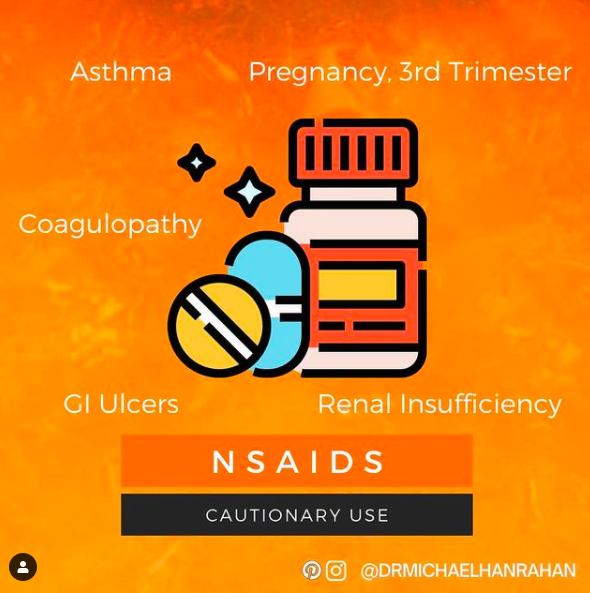 Asthma
Pregnancy, 3rd Trimester
Coagulopathy
GI Ulcers
Renal Insufficiency
NSAIDS
CAUTIONARY USE
@DRMICHAELHANRAHAN